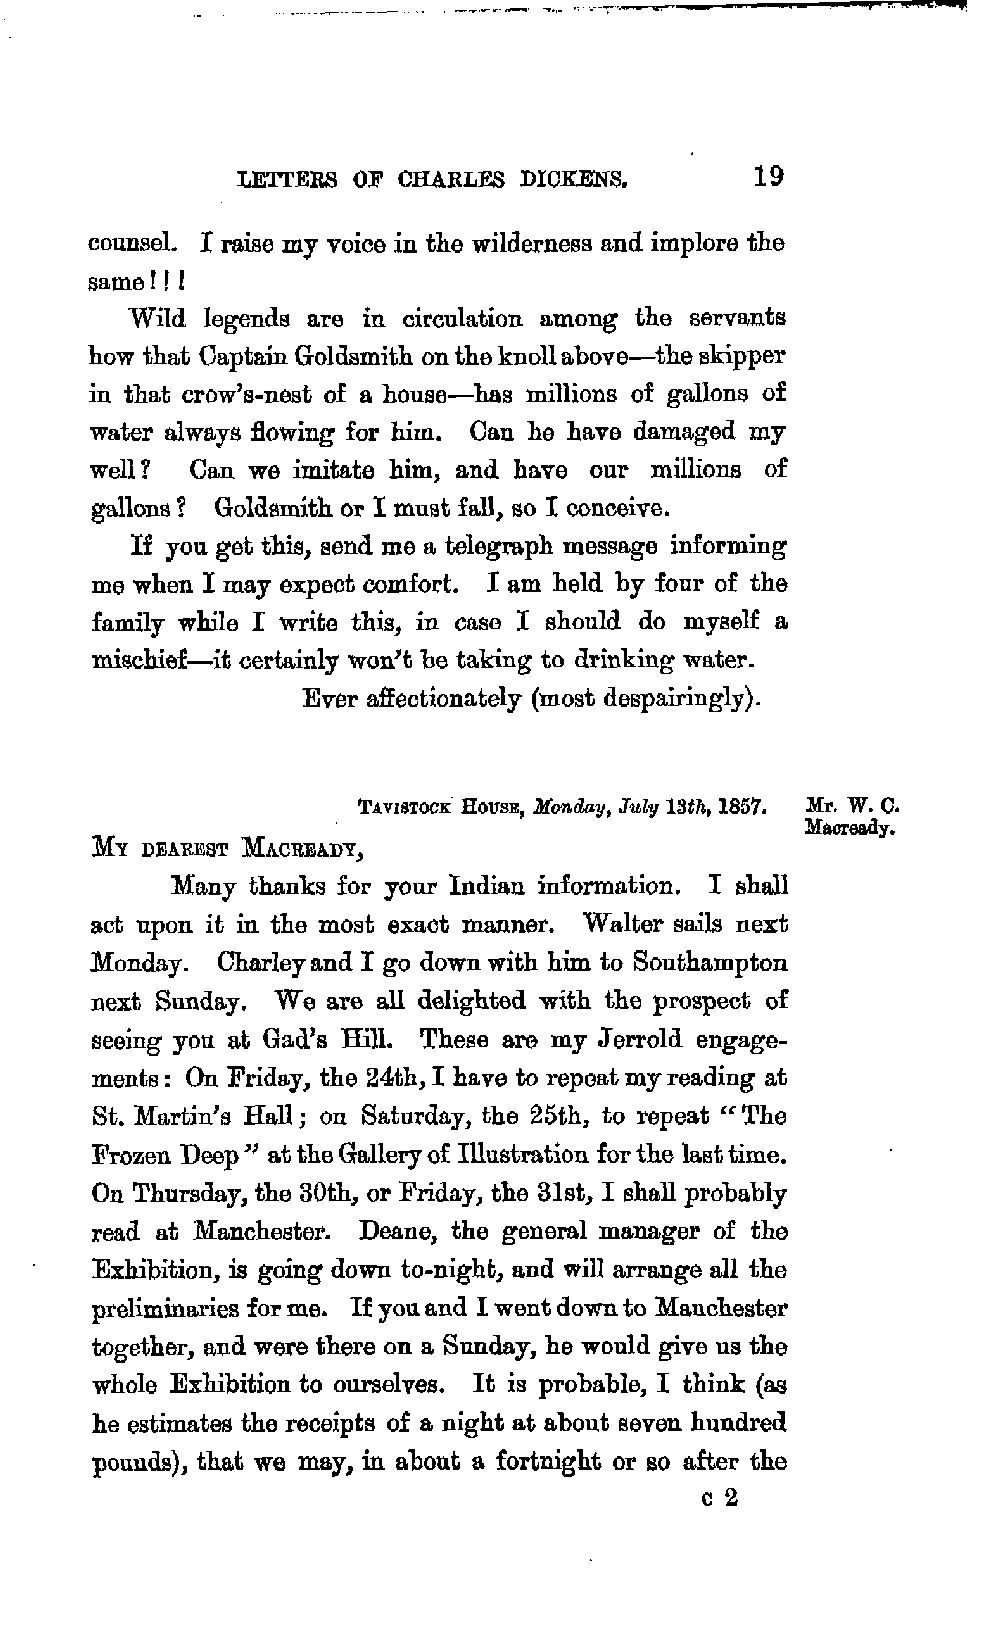 LETTERS OF CHARLES DICKENS. 19
counsel. I raise my voice in the wilderness and implore the
same!!!
Wild legends are in circulation among the servants
how that Captain Goldsmith on the knoll above—the skipper
in that crow's-nest of a house—has millions of gallons of
water always flowing for him. Can he have damaged my
well? Can we imitate him, and have our millions of
gallons? Goldsmith or I must fall, so I conceive.
If you get this, send me a telegraph message informing
me when I may expect comfort. I am held by four of the
family while I write this, in case I should do myself a
mischief—it certainly won't be taking to drinking water.
Ever affectionately (most despairingly).
TAVISTOCK HOUSE, Monday, July 13th, 1857.
Mr. W. C.
Macready.
MY DEAREST MACREADY,
Many thanks for your Indian information. I shall
act upon it in the most exact manner. Walter sails next
Monday. Charley and I go down with him to Southampton
next Sunday. We are all delighted with the prospect of
seeing you at Gad's Hill. These are my Jerrold engage-
ments: On Friday, the 24th, I have to repeat my reading at
St. Martin's Hall; on Saturday, the 25th, to repeat "The
Frozen Deep" at the Gallery of Illustration for the last time.
On Thursday, the 30th, or Friday, the 31st, I shall probably
read at Manchester. Deane, the general manager of the
Exhibition, is going down to-night, and will arrange all the
preliminaries for me. If you and I went down to Manchester
together, and were there on a Sunday, he would give us the
whole Exhibition to ourselves. It is probable, I think (as
he estimates the receipts of a night at about seven hundred
pounds), that we may, in about a fortnight or so after the
C 2